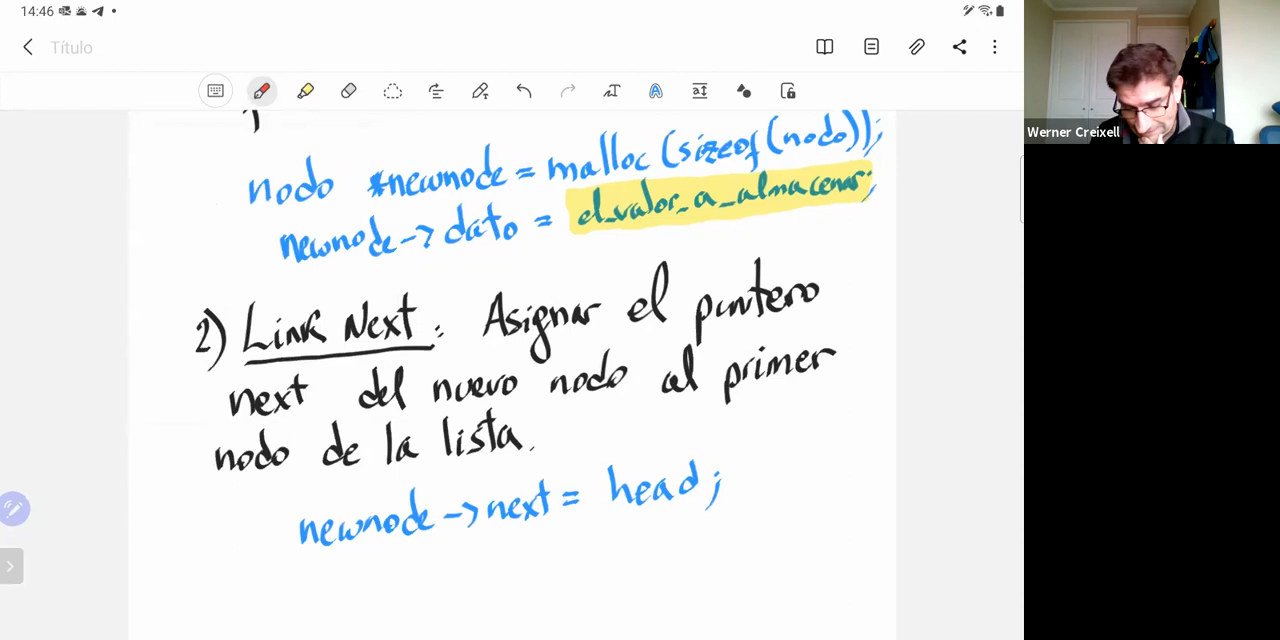 14:46
Título
nodo *newnode = malloc (sizeof (nodo));
newnode -> dato = el_valor_a_almacenar;
2) Link Next: Asignar el puntero
next del nuevo nodo al primer
nodo de la lista.
newnode -> next = head;
Werner Creixell